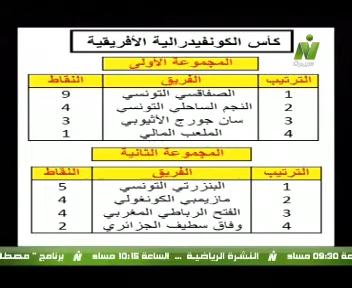 كأس الكونفيدرالية الأفريقية
المجموعة الأولى
الترتيب الفريق النقاط
1 الصفاقسي التونسي 9
2 النجم الساحلي التونسي 4
3 سان جورج الأثيوبي 3
4 الملعب المالي 1
المجموعة الثانية
الترتيب الفريق النقاط
1 البنزرتي التونسي 5
2 مازيمبي الكونغولي 4
3 الفتح الرباطي المغربي 4
4 وفاق سطيف الجزائري 2
09:30 مساء النشرة الرياضية ... الساعة 10:15 مساء برنامج "